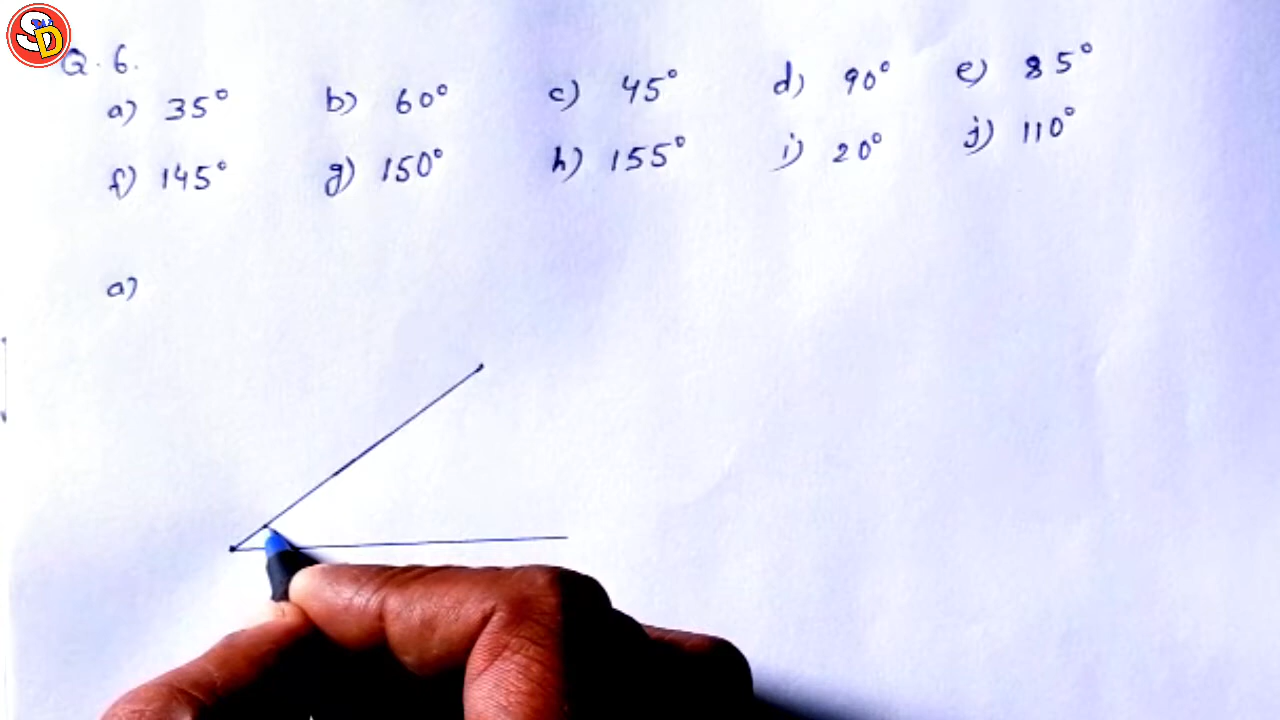 Q.6.
a) 35° b) 60° c) 45° d) 90° e) 85°
f) 145° g) 150° h) 155° i) 20° j) 110°
a)